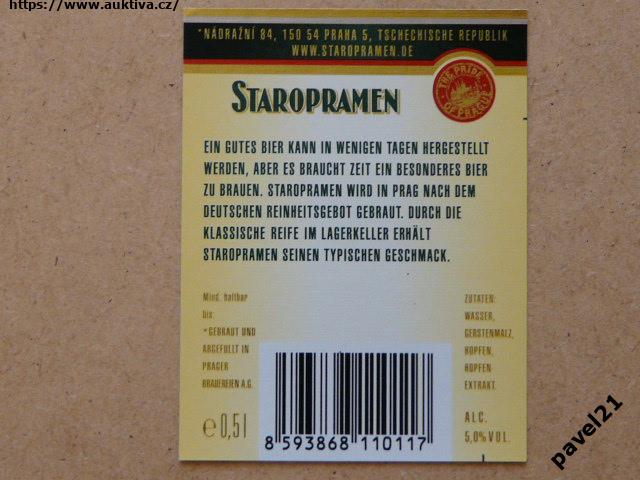 https://www.auktiva.cz/
*NÁDRAŽNÍ 84, 150 54 PRAHA 5, TSCHECHISCHE REPUBLIK
WWW.STAROPRAMEN.DE
THE PRIDE
OF PRAGUE
STAROPRAMEN
EIN GUTES BIER KANN IN WENIGEN TAGEN HERGESTELLT
WERDEN, ABER ES BRAUCHT ZEIT EIN BESONDERES BIER
ZU BRAUEN. STAROPRAMEN WIRD IN PRAG NACH DEM
DEUTSCHEN REINHEITSGEBOT GEBRAUT. DURCH DIE
KLASSISCHE REIFE IM LAGERKELLER ERHÄLT
STAROPRAMEN SEINEN TYPISCHEN GESCHMACK.
Mind. haltbar
bis:
*GEBRAUT UND
ABGEFÜLLT IN
PRAGER
BRAUEREIEN A.G.
e 0,5l
8 593868 110117
ZUTATEN:
WASSER,
GERSTENMALZ,
HOPFEN,
HOPFEN
EXTRAKT.
ALC.
5,0%VOL.
pavel21